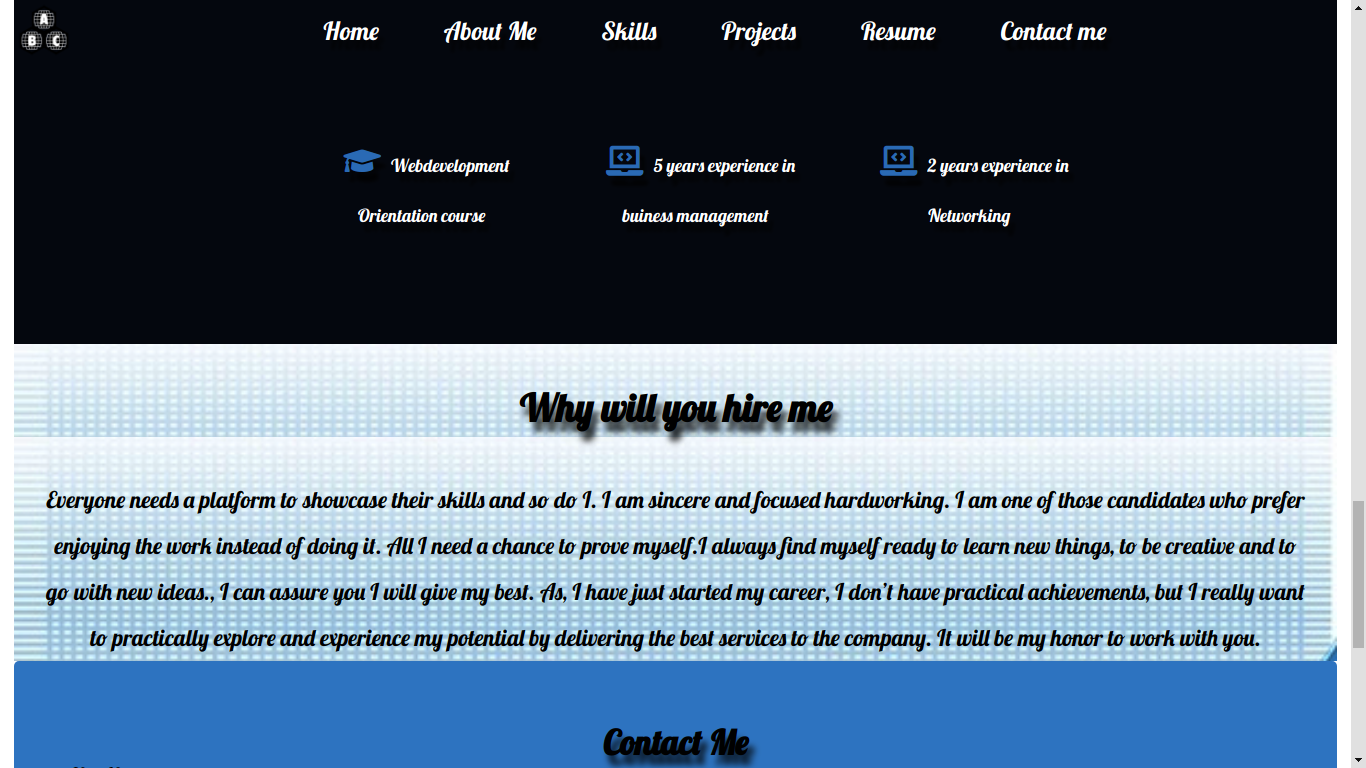 A
B C
Home About Me Skills Projects Resume Contact me
Webdevelopment
Orientation course
5 years experience in
buiness management
2 years experience in
Networking
Why will you hire me
Everyone needs a platform to showcase their skills and so do I. I am sincere and focused hardworking. I am one of those candidates who prefer
enjoying the work instead of doing it. All I need a chance to prove myself.I always find myself ready to learn new things, to be creative and to
go with new ideas., I can assure you I will give my best. As, I have just started my career, I don’t have practical achievements, but I really want
to practically explore and experience my potential by delivering the best services to the company. It will be my honor to work with you.
Contact Me